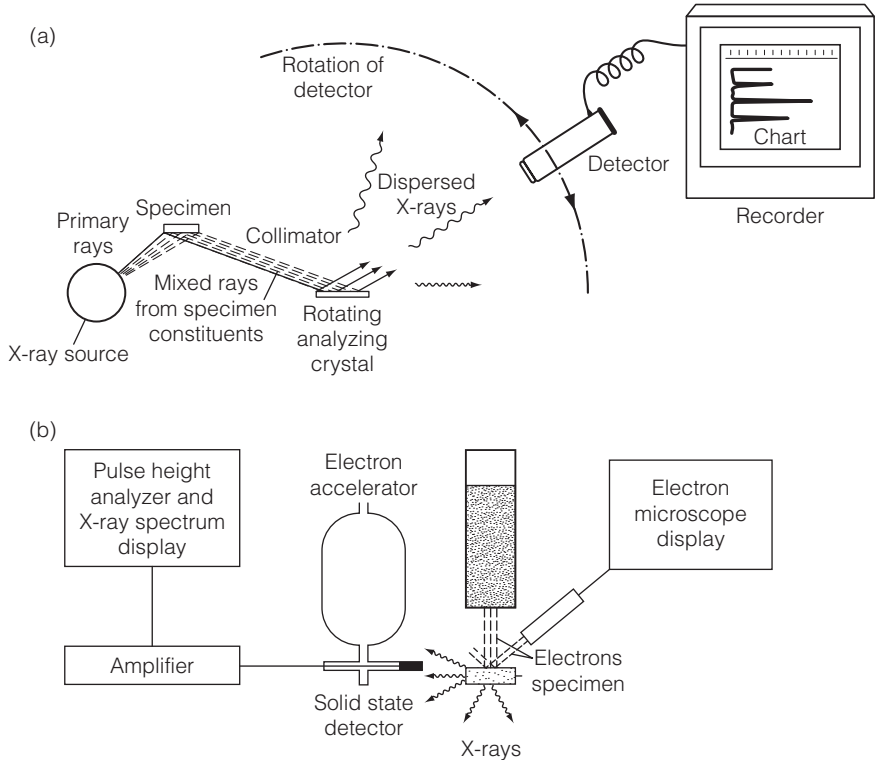 (a)
Rotation of
detector
Detector
Chart
Recorder
Dispersed
X-rays
Specimen
Primary
rays
Collimator
Mixed rays
from specimen
constituents
Rotating
analyzing
crystal
X-ray source
(b)
Pulse height
analyzer and
X-ray spectrum
display
Electron
accelerator
Electron
microscope
display
Amplifier
Solid state
detector
Electrons
specimen
X-rays